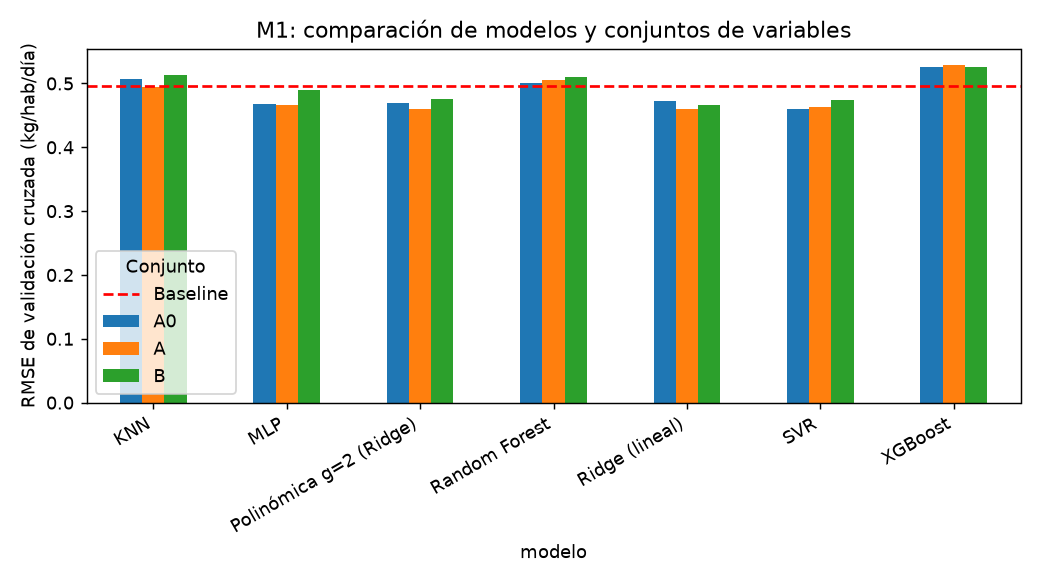 M1: comparación de modelos y conjuntos de variables
RMSE de validación cruzada (kg/hab/día)
0.5
0.4
0.3
0.2
0.1
0.0
Conjunto
Baseline
A0
A
B
KNN
MLP
Polinómica g=2 (Ridge)
Random Forest
Ridge (lineal)
SVR
XGBoost
modelo